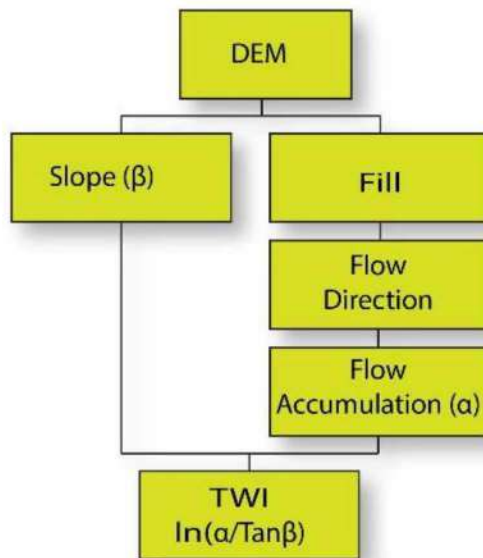 DEM
Slope (β)
Fill
Flow
Direction
Flow
Accumulation (α)
TWI
ln(α/Tanβ)